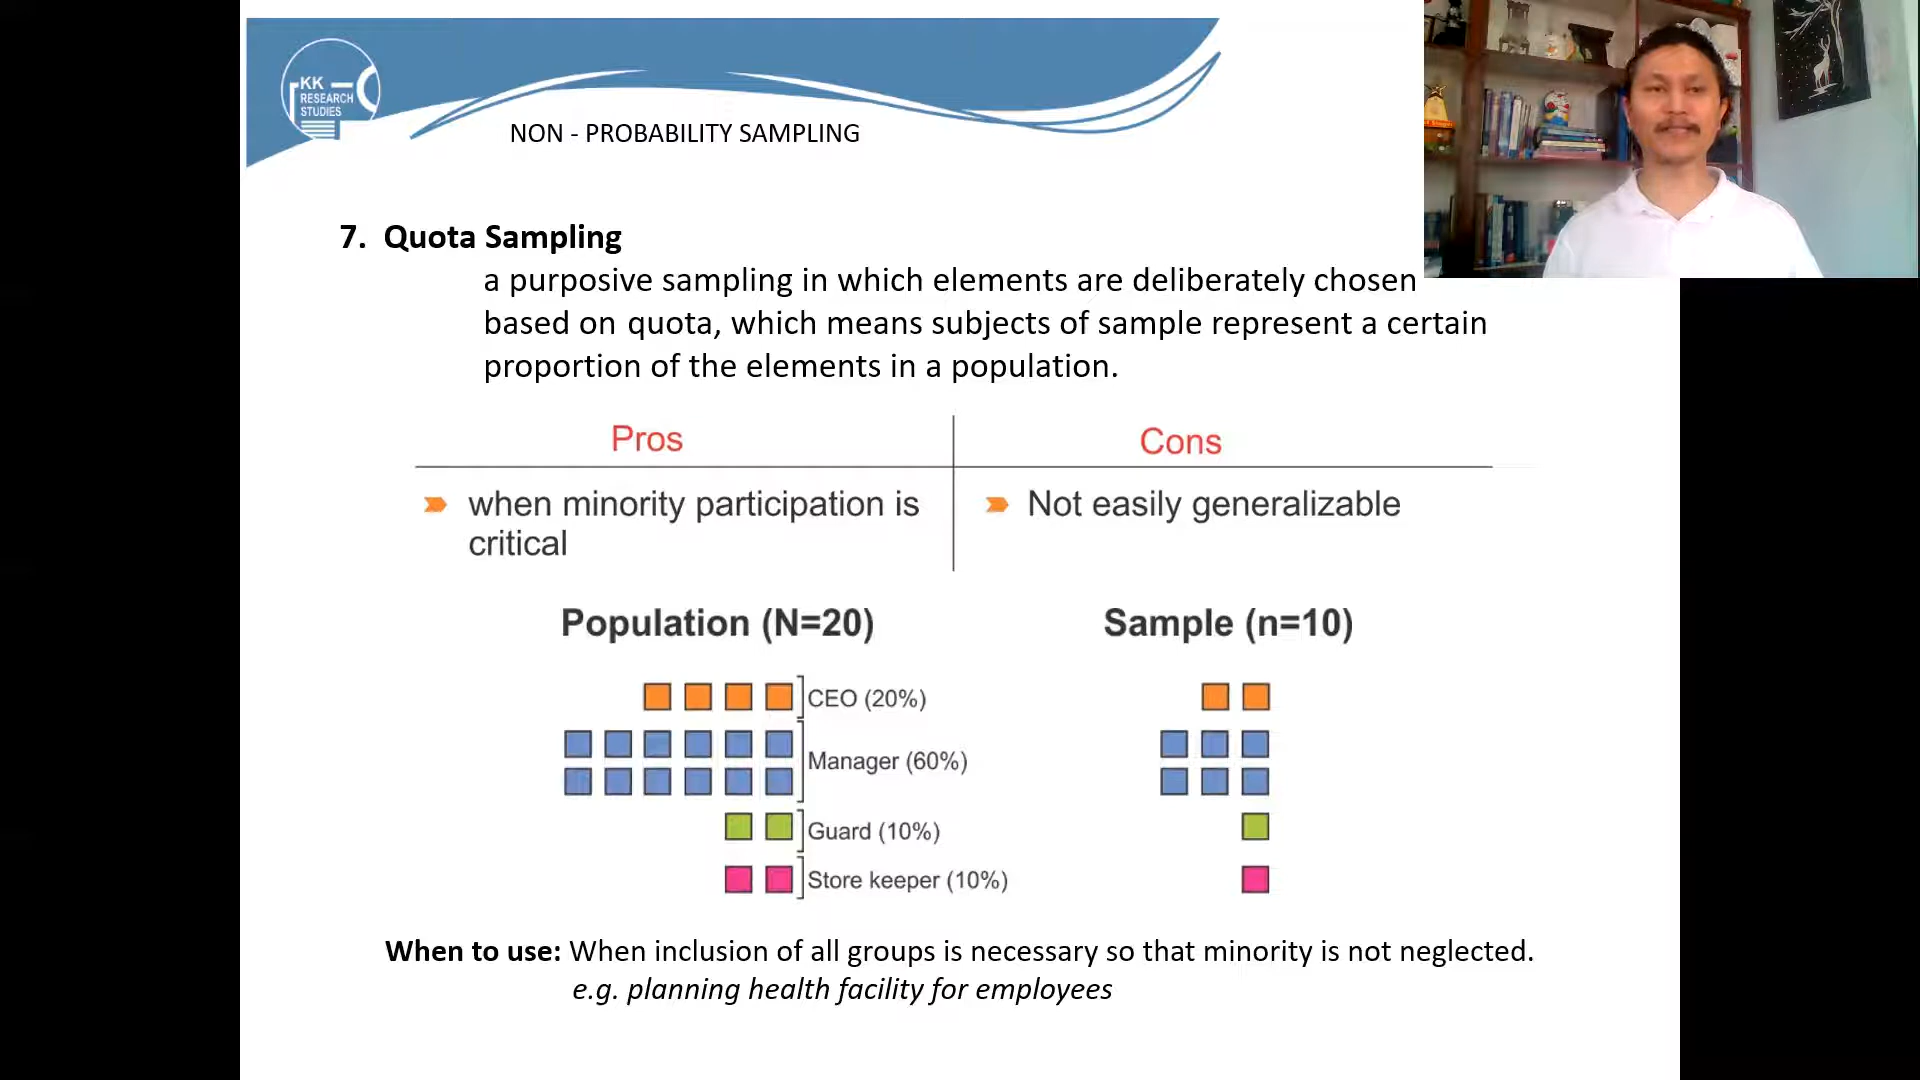 KK
RESEARCH
STUDIES
NON - PROBABILITY SAMPLING
7. Quota Sampling
a purposive sampling in which elements are deliberately chosen
based on quota, which means subjects of sample represent a certain
proportion of the elements in a population.
Pros
Cons
when minority participation is
critical
Not easily generalizable
Population (N=20)
Sample (n=10)
CEO (20%)
Manager (60%)
Guard (10%)
Store keeper (10%)
When to use: When inclusion of all groups is necessary so that minority is not neglected.
e.g. planning health facility for employees